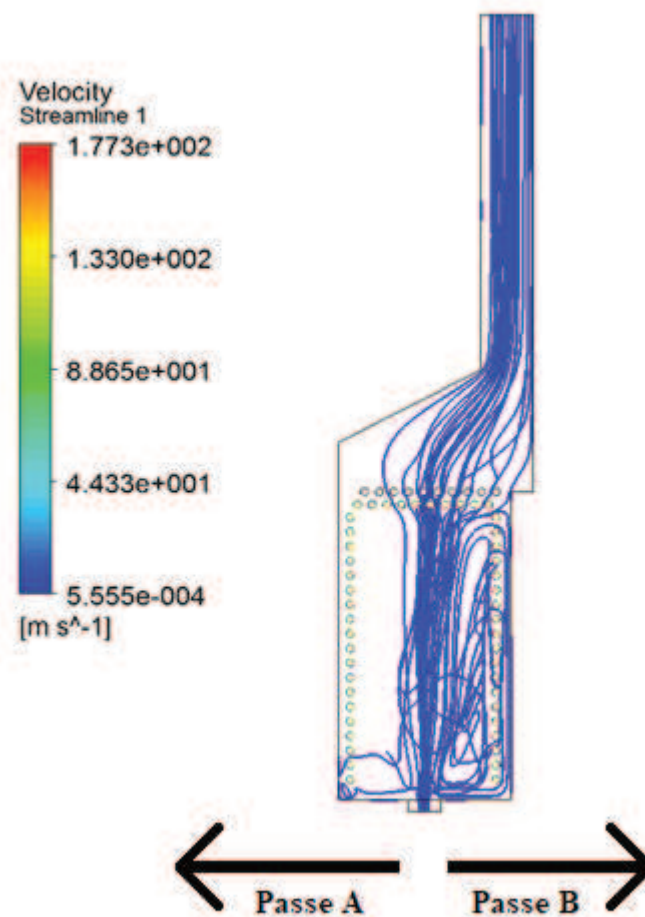 Velocity
Streamline 1
1.773e+002
1.330e+002
8.865e+001
4.433e+001
5.555e-004
[m s^-1]
Passe A
Passe B